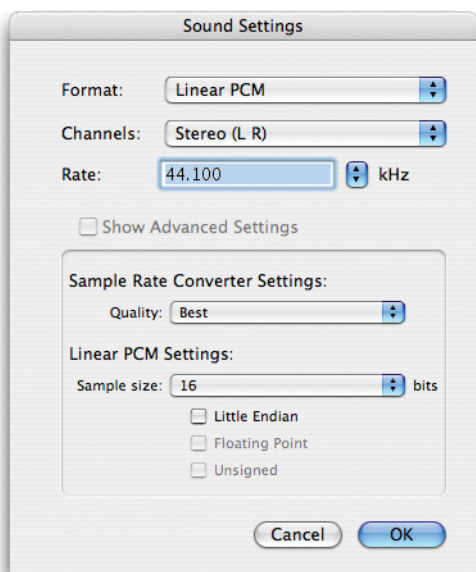 Sound Settings
Format: Linear PCM
Channels: Stereo (L R)
Rate: 44.100 kHz
Show Advanced Settings
Sample Rate Converter Settings:
Quality: Best
Linear PCM Settings:
Sample size: 16 bits
Little Endian
Floating Point
Unsigned
Cancel OK